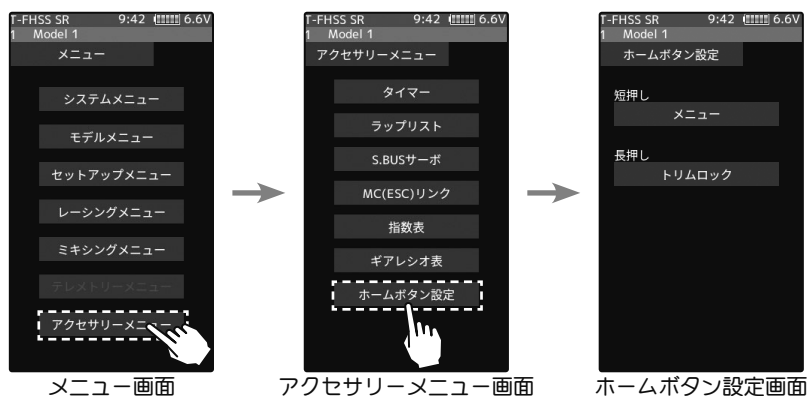 T-FHSS SR 9:42 6.6V
1 Model 1
メニュー
システムメニュー
モデルメニュー
セットアップメニュー
レーシングメニュー
ミキシングメニュー
テレメトリーメニュー
アクセサリーメニュー
メニュー画面
T-FHSS SR 9:42 6.6V
1 Model 1
アクセサリーメニュー
タイマー
ラップリスト
S.BUSサーボ
MC(ESC)リンク
指数表
ギアレシオ表
ホームボタン設定
アクセサリーメニュー画面
T-FHSS SR 9:42 6.6V
1 Model 1
ホームボタン設定
短押し
メニュー
長押し
トリムロック
ホームボタン設定画面